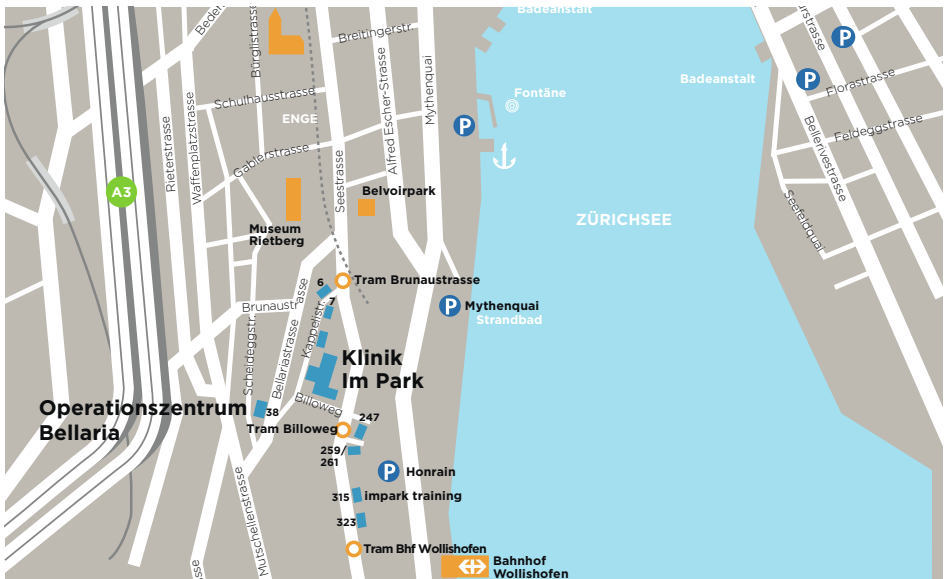 Badeanstalt
Beder
Bürglistrasse
Breitingerstr.
Alfred Escher-Strasse
Mythenquai
P
P
Badeanstalt
Florastrasse
Schulhausstrasse
Fontäne
ENGE
P
Feldeggstrasse
Bellerivestrasse
Rieterstrasse
Waffenplatzstrasse
Gablerstrasse
Seestrasse
A3
Belvoirpark
Seefeldquai
ZÜRICHSEE
Museum
Rietberg
6
Tram Brunaustrasse
7
Brunaustrasse
P
Mythenquai
Strandbad
Scheideggstr.
Bellariastrasse
Kappelistr.
Klinik
Im Park
Billoweg
Operationszentrum
Bellaria
38
247
Tram Billoweg
259/
261
P
Honrain
Mutschellenstrasse
315
impark training
323
Tram Bhf Wollishofen
Bahnhof
Wollishofen